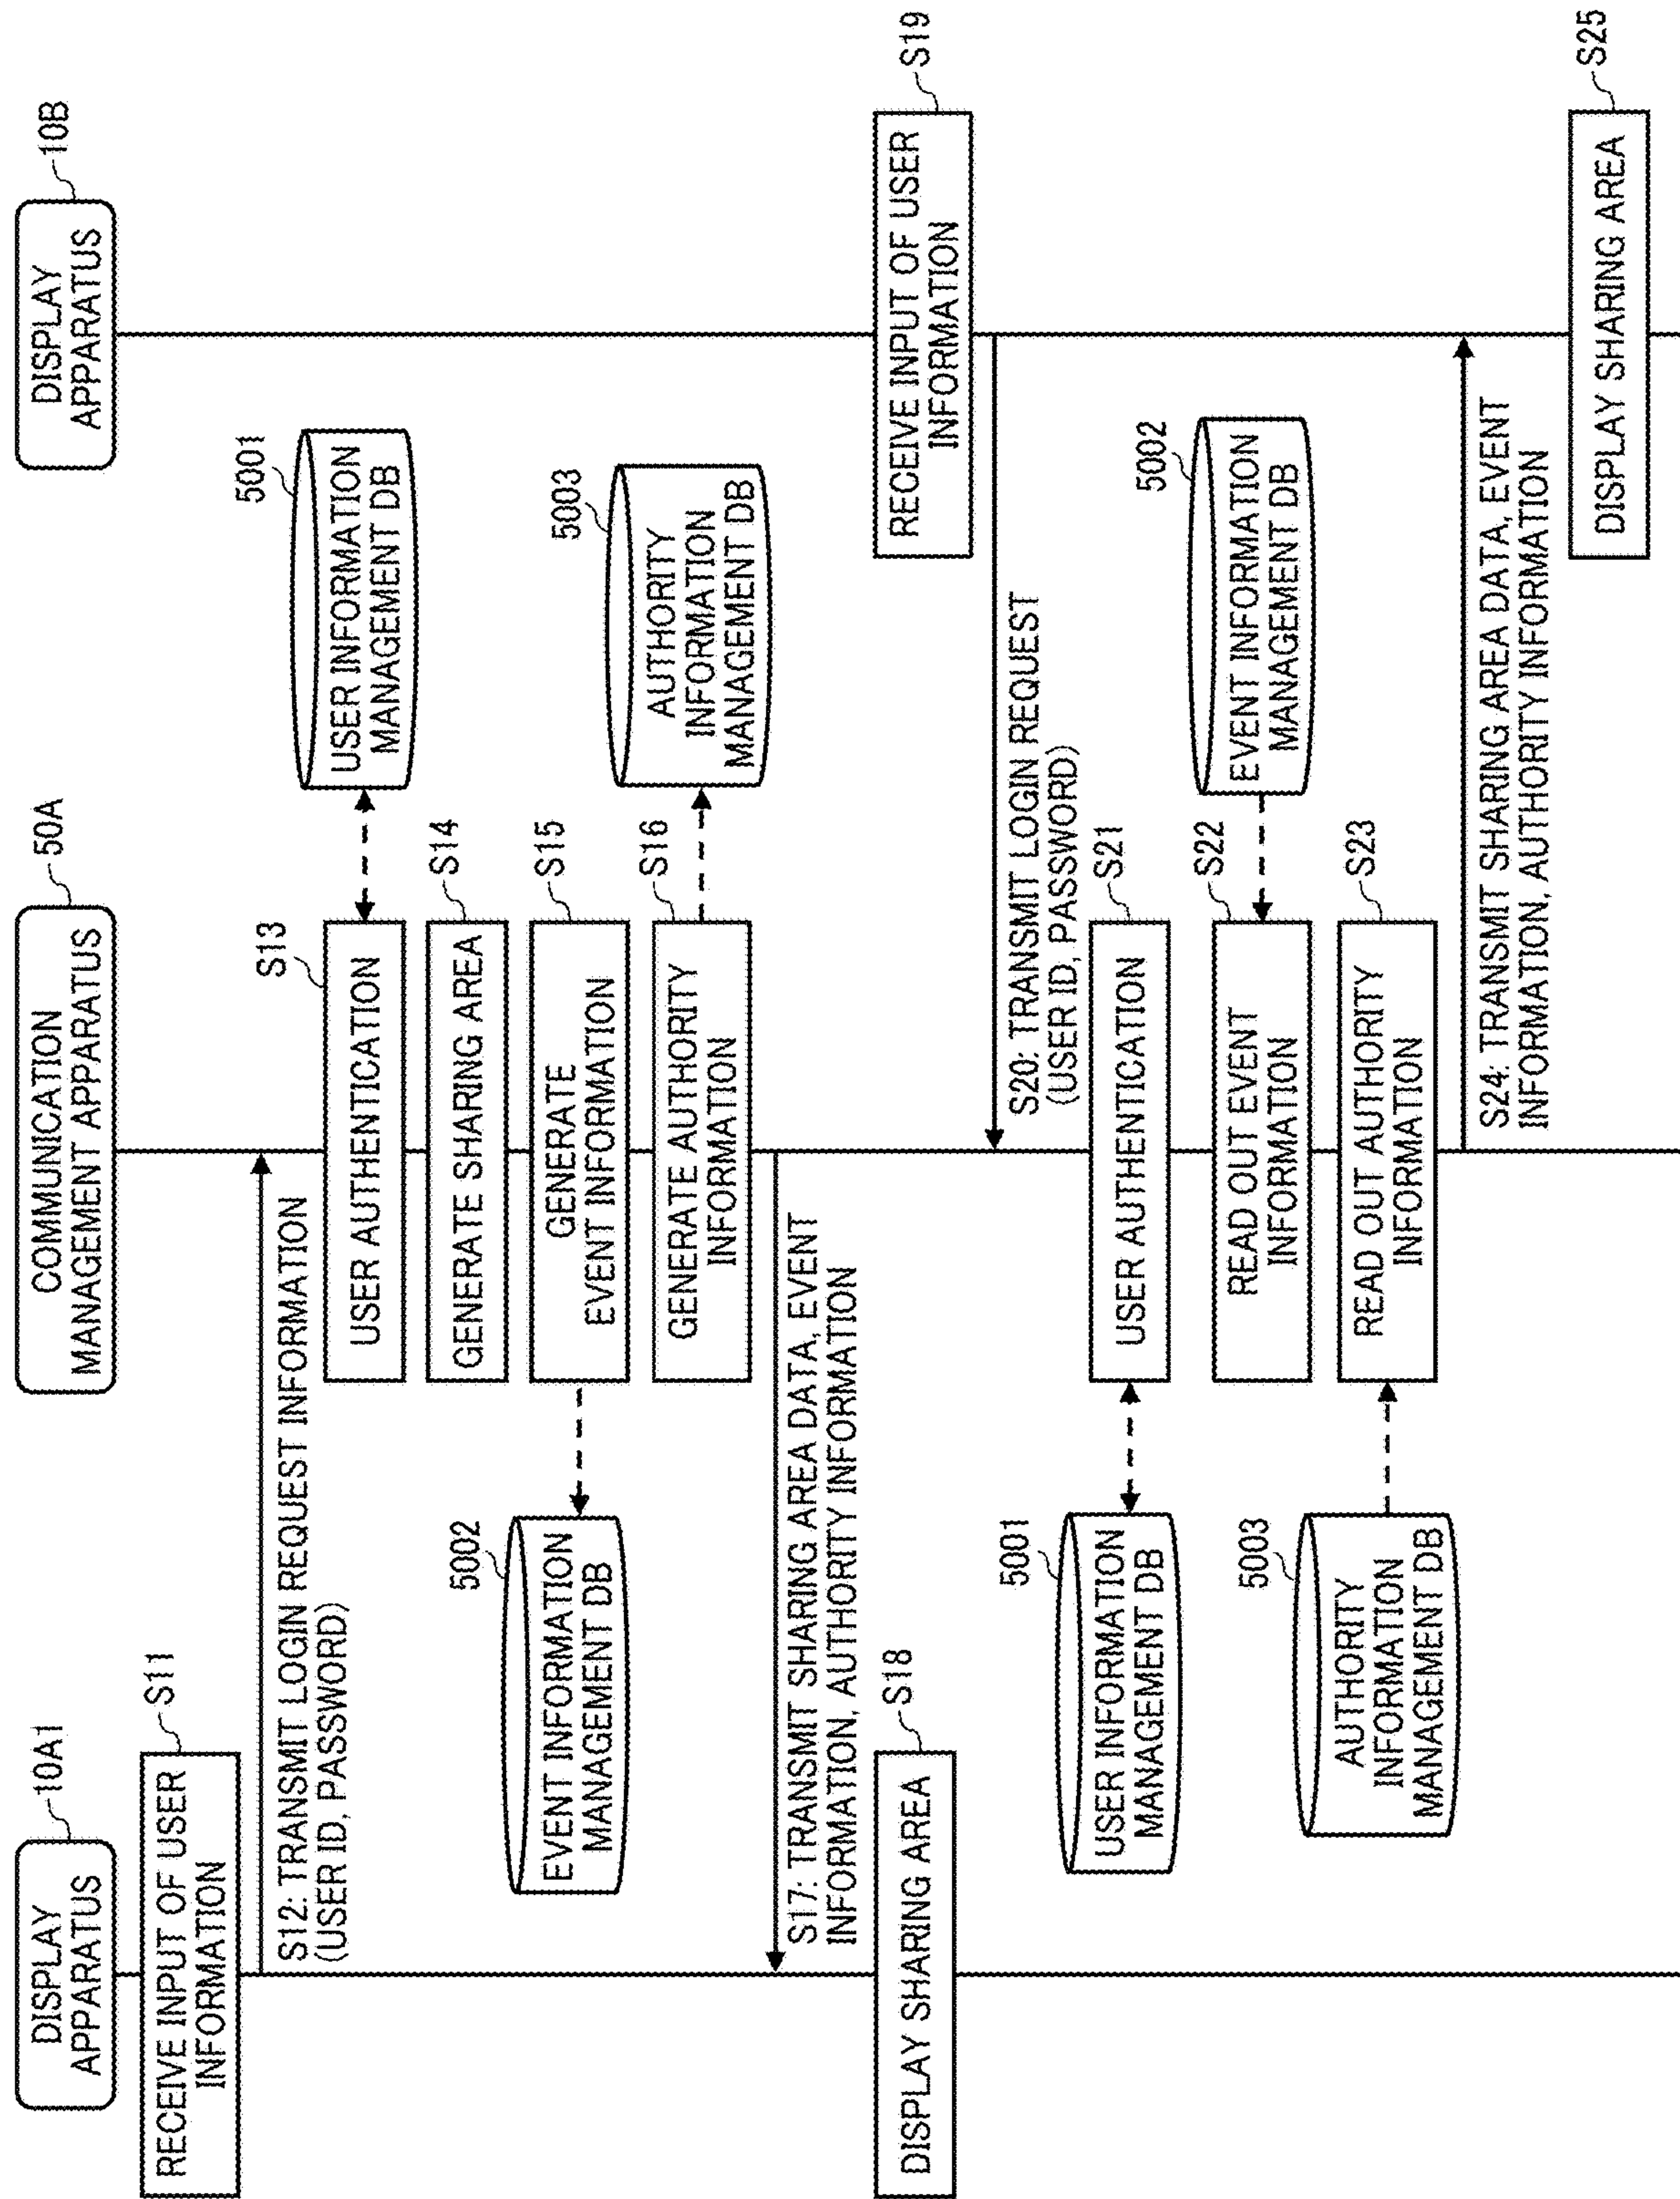 DISPLAY
APPARATUS
10A1
COMMUNICATION
MANAGEMENT APPARATUS
50A
DISPLAY
APPARATUS
10B
RECEIVE INPUT OF USER
INFORMATION
S11
S12: TRANSMIT LOGIN REQUEST INFORMATION
(USER ID, PASSWORD)
S13
USER AUTHENTICATION
5001
USER INFORMATION
MANAGEMENT DB
GENERATE SHARING AREA
S14
GENERATE
EVENT INFORMATION
S15
5002
EVENT INFORMATION
MANAGEMENT DB
GENERATE AUTHORITY
INFORMATION
S16
5003
AUTHORITY
INFORMATION
MANAGEMENT DB
S17: TRANSMIT SHARING AREA DATA, EVENT
INFORMATION, AUTHORITY INFORMATION
DISPLAY SHARING AREA
S18
RECEIVE INPUT OF USER
INFORMATION
S19
S20: TRANSMIT LOGIN REQUEST
(USER ID, PASSWORD)
5001
USER INFORMATION
MANAGEMENT DB
USER AUTHENTICATION
S21
READ OUT EVENT
INFORMATION
S22
5002
EVENT INFORMATION
MANAGEMENT DB
5003
AUTHORITY
INFORMATION
MANAGEMENT DB
READ OUT AUTHORITY
INFORMATION
S23
S24: TRANSMIT SHARING AREA DATA, EVENT
INFORMATION, AUTHORITY INFORMATION
DISPLAY SHARING AREA
S25